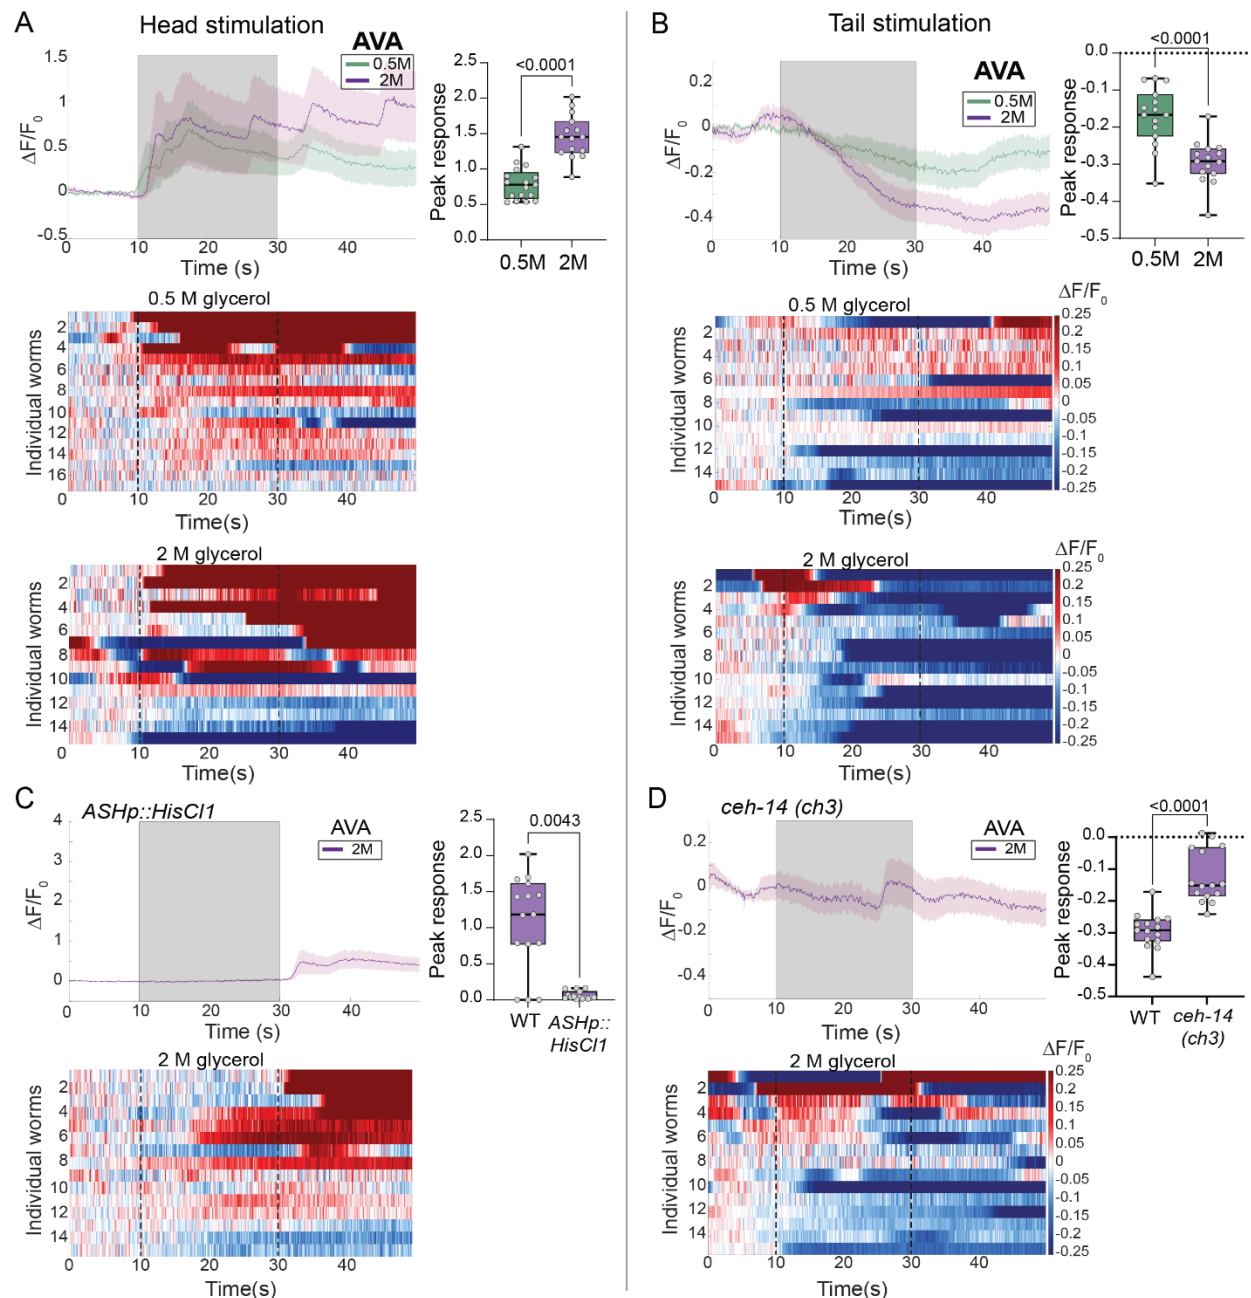 A
Head stimulation
AVA
0.5M
2M
ΔF/F0
1.5
1
0.5
0
-0.5
0 10 20 30 40
Time (s)
<0.0001
Peak response
2.5
2.0
1.5
1.0
0.5
0.0
0.5M 2M
0.5 M glycerol
Individual worms
2
4
6
8
10
12
14
16
0 10 20 30 40
Time(s)
2 M glycerol
Individual worms
2
4
6
8
10
12
14
0 10 20 30 40
Time(s)
B
Tail stimulation
AVA
0.5M
2M
ΔF/F0
0.2
0
-0.2
-0.4
0 10 20 30 40
Time (s)
<0.0001
Peak response
0.0
-0.1
-0.2
-0.3
-0.4
-0.5
0.5M 2M
0.5 M glycerol
Individual worms
2
4
6
8
10
12
14
0 10 20 30 40
Time(s)
ΔF/F0
0.25
0.2
0.15
0.1
0.05
0
-0.05
-0.1
-0.15
-0.2
-0.25
2 M glycerol
Individual worms
2
4
6
8
10
12
14
0 10 20 30 40
Time(s)
ΔF/F0
0.25
0.2
0.15
0.1
0.05
0
-0.05
-0.1
-0.15
-0.2
-0.25
C
ASHp::HisCl1
AVA
2M
ΔF/F0
4
3
2
1
0
0 10 20 30 40
Time (s)
0.0043
Peak response
2.5
2.0
1.5
1.0
0.5
0.0
WT ASHp::
HisCl1
2 M glycerol
Individual worms
2
4
6
8
10
12
14
0 10 20 30 40
Time(s)
D
ceh-14 (ch3)
AVA
2M
ΔF/F0
0.2
0
-0.2
-0.4
0 10 20 30 40
Time (s)
<0.0001
Peak response
0.0
-0.1
-0.2
-0.3
-0.4
-0.5
WT ceh-14
(ch3)
2 M glycerol
Individual worms
2
4
6
8
10
12
14
0 10 20 30 40
Time(s)
ΔF/F0
0.25
0.2
0.15
0.1
0.05
0
-0.05
-0.1
-0.15
-0.2
-0.25